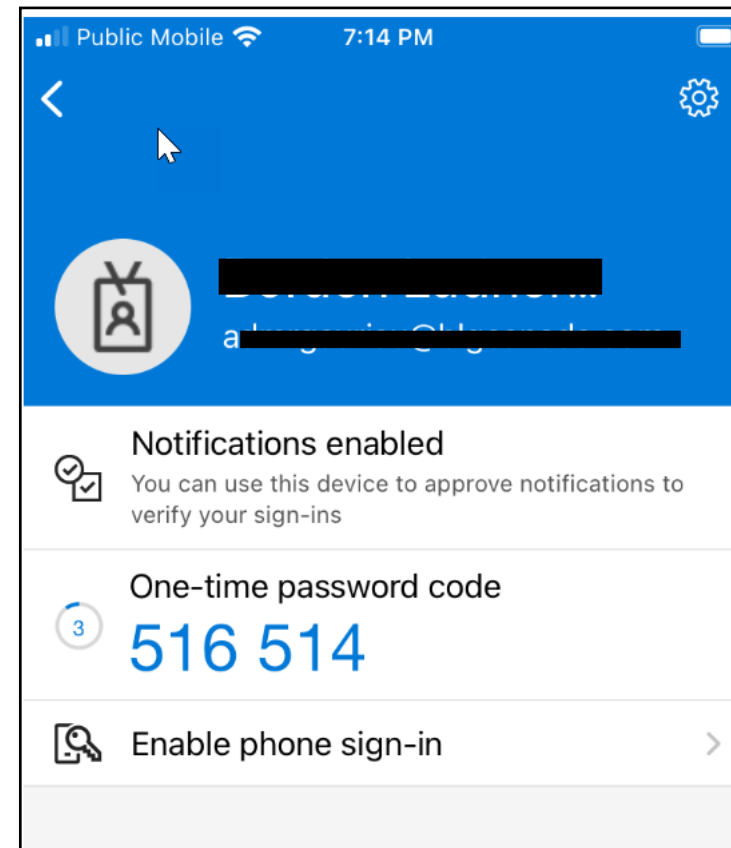 Public Mobile 7:14 PM
Notifications enabled
You can use this device to approve notifications to
verify your sign-ins
One-time password code
3
516 514
Enable phone sign-in